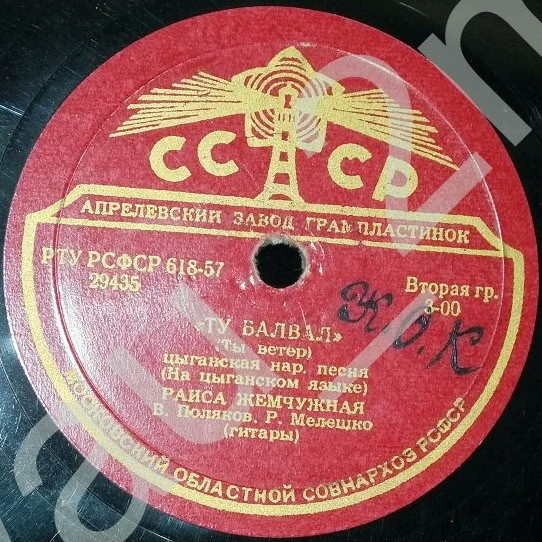 СССР
АПРЕЛЕВСКИЙ ЗАВОД ГРАМПЛАСТИНОК
РТУ РСФСР 618-57
29435
Вторая гр.
3-00
Ж.О.К
«ТУ БАЛВАЛ»
(Ты ветер)
цыганская нар. песня
(На цыганском языке)
РАИСА ЖЕМЧУЖНАЯ
В. Поляков, Р. Мелешко
(гитары)
МОСКОВСКИЙ ОБЛАСТНОЙ СОВНАРХОЗ РСФСР